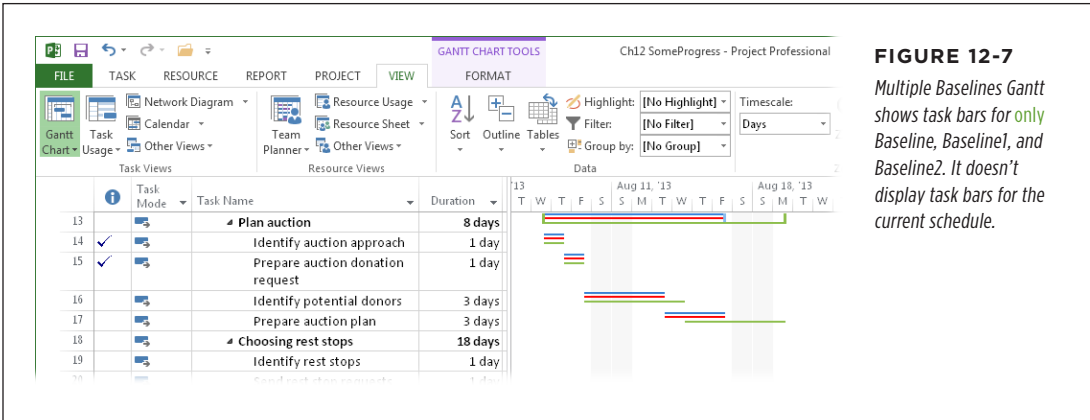 GANTT CHART TOOLS
Ch12 SomeProgress - Project Professional
FILE TASK RESOURCE REPORT PROJECT VIEW FORMAT
Gantt Chart
Task Usage
Network Diagram
Calendar
Other Views
Task Views
Team Planner
Resource Usage
Resource Sheet
Other Views
Resource Views
Sort
Outline
Tables
Highlight: [No Highlight]
Filter: [No Filter]
Group by: [No Group]
Data
Timescale:
Days
Task Mode Task Name Duration
'13 Aug 11, '13 Aug 18, '13
T W T F S S M T W T F S S M T W
13 Plan auction 8 days
14 Identify auction approach 1 day
15 Prepare auction donation request 1 day
16 Identify potential donors 3 days
17 Prepare auction plan 3 days
18 Choosing rest stops 18 days
19 Identify rest stops 1 day
FIGURE 12-7
Multiple Baselines Gantt
shows task bars for only
Baseline, Baseline1, and
Baseline2. It doesn't
display task bars for the
current schedule.